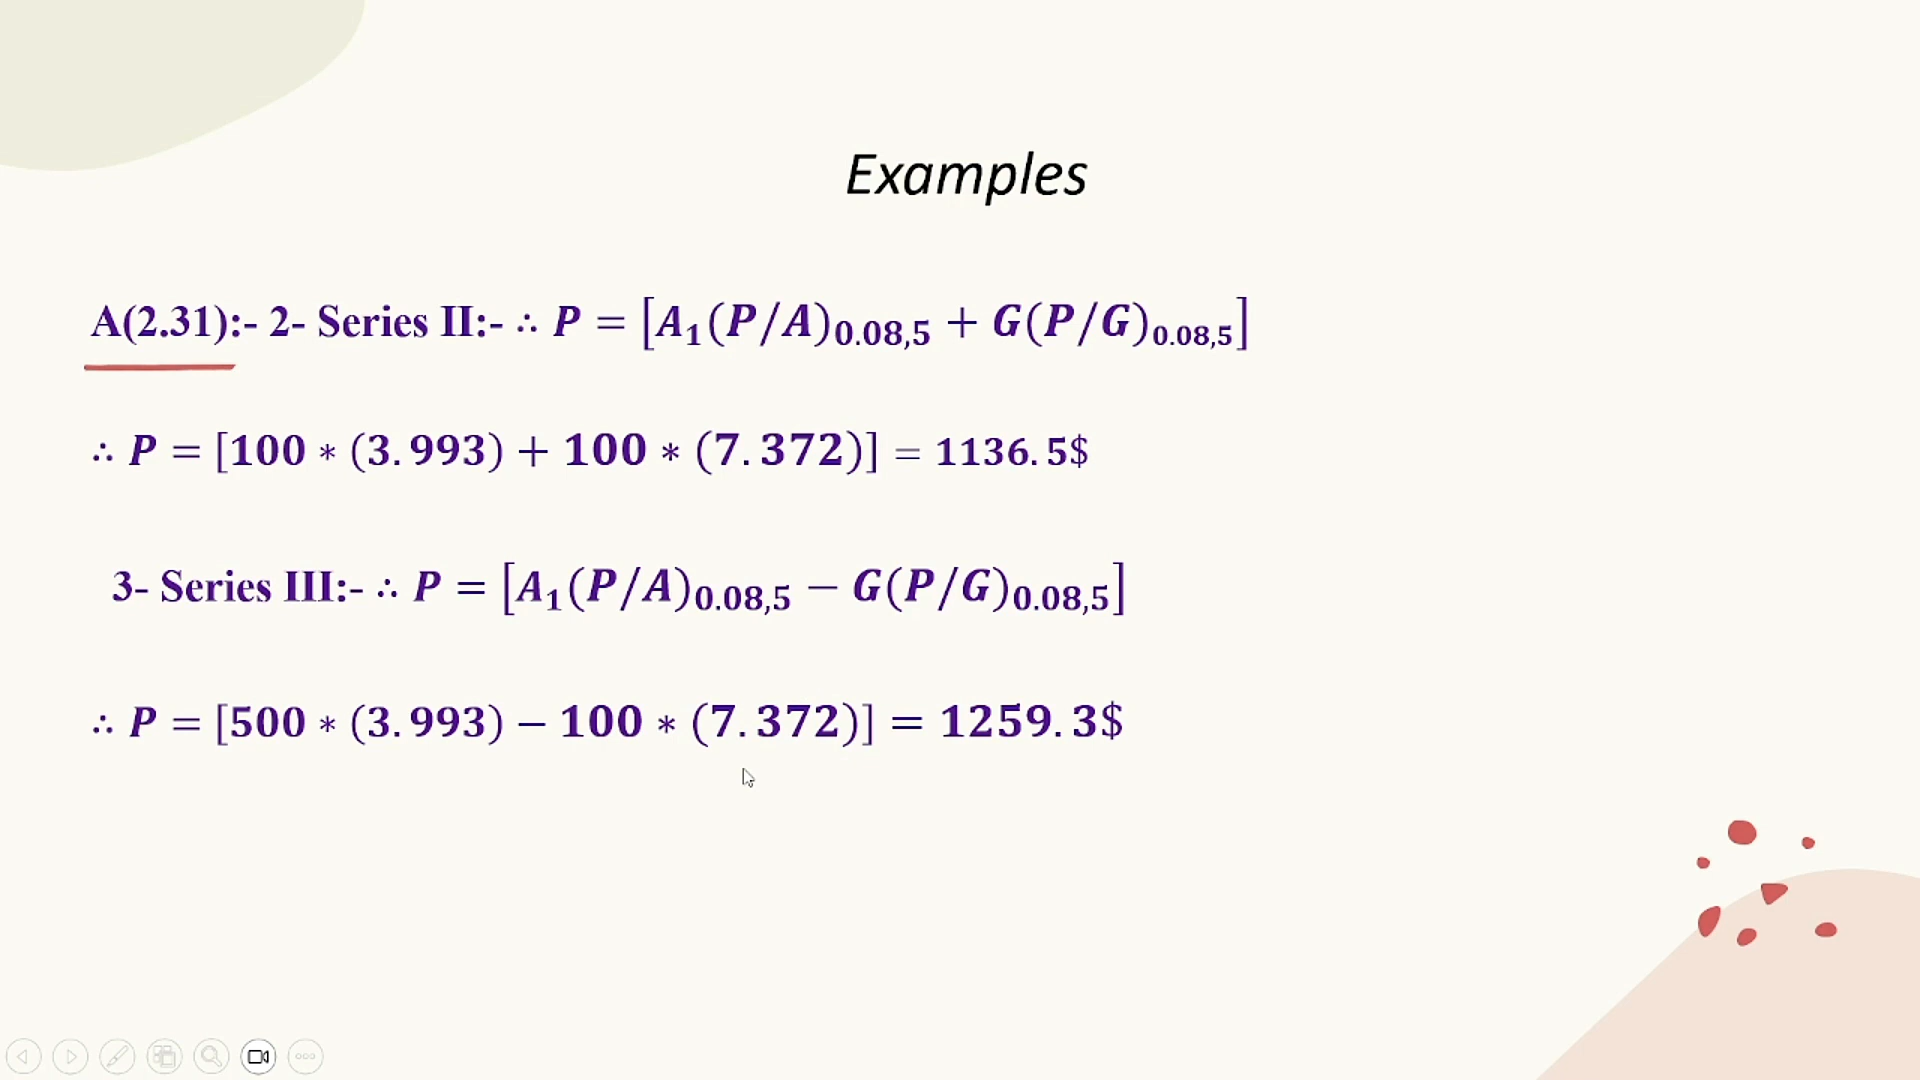 Examples
A(2.31):- 2- Series II:- ∴ P = [A₁(P/A)₀.₀₈,₅ + G(P/G)₀.₀₈,₅]
∴ P = [100 * (3.993) + 100 * (7.372)] = 1136.5$
3- Series III:- ∴ P = [A₁(P/A)₀.₀₈,₅ − G(P/G)₀.₀₈,₅]
∴ P = [500 * (3.993) − 100 * (7.372)] = 1259.3$